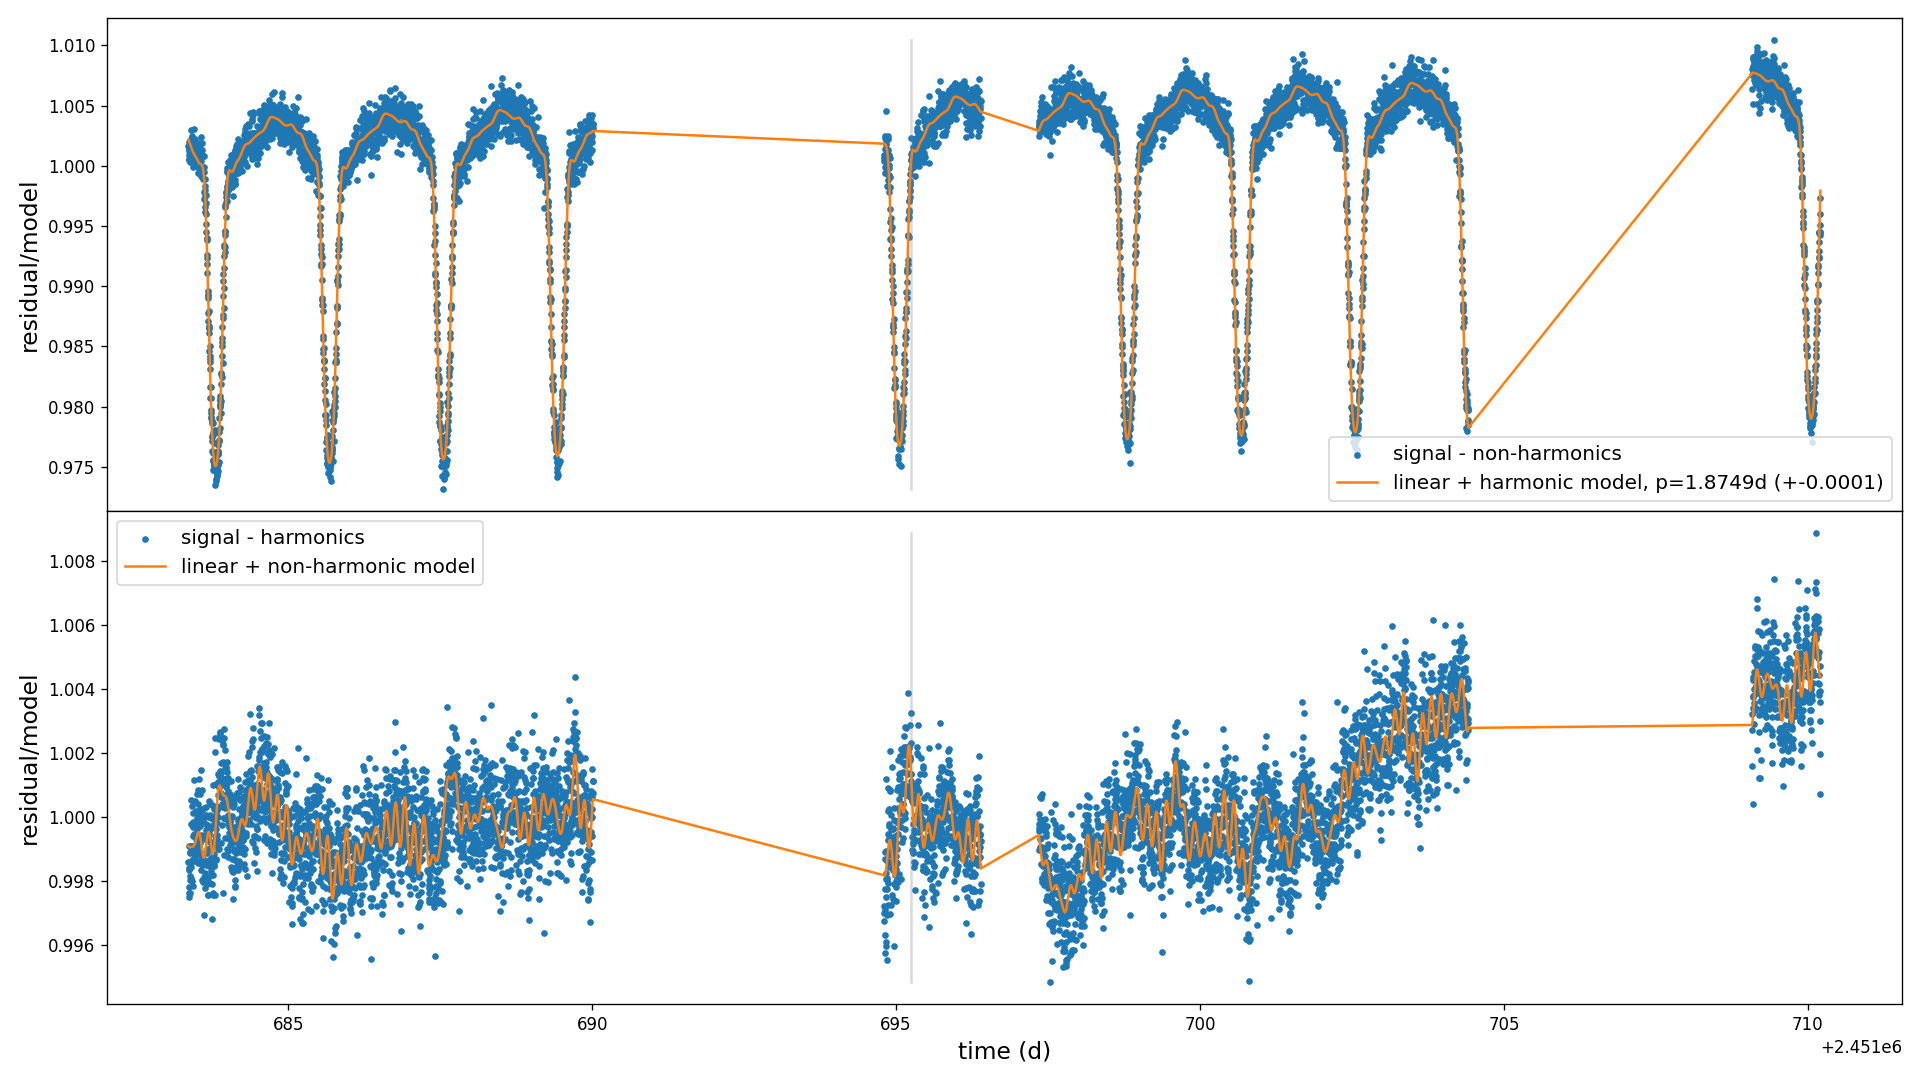 1.010
1.005
1.000
0.995
0.990
0.985
0.980
0.975
residual/model
signal - non-harmonics
linear + harmonic model, p=1.8749d (+-0.0001)
signal - harmonics
linear + non-harmonic model
1.008
1.006
1.004
1.002
1.000
0.998
0.996
residual/model
685 690 695 700 705 710
time (d)
+2.451e6